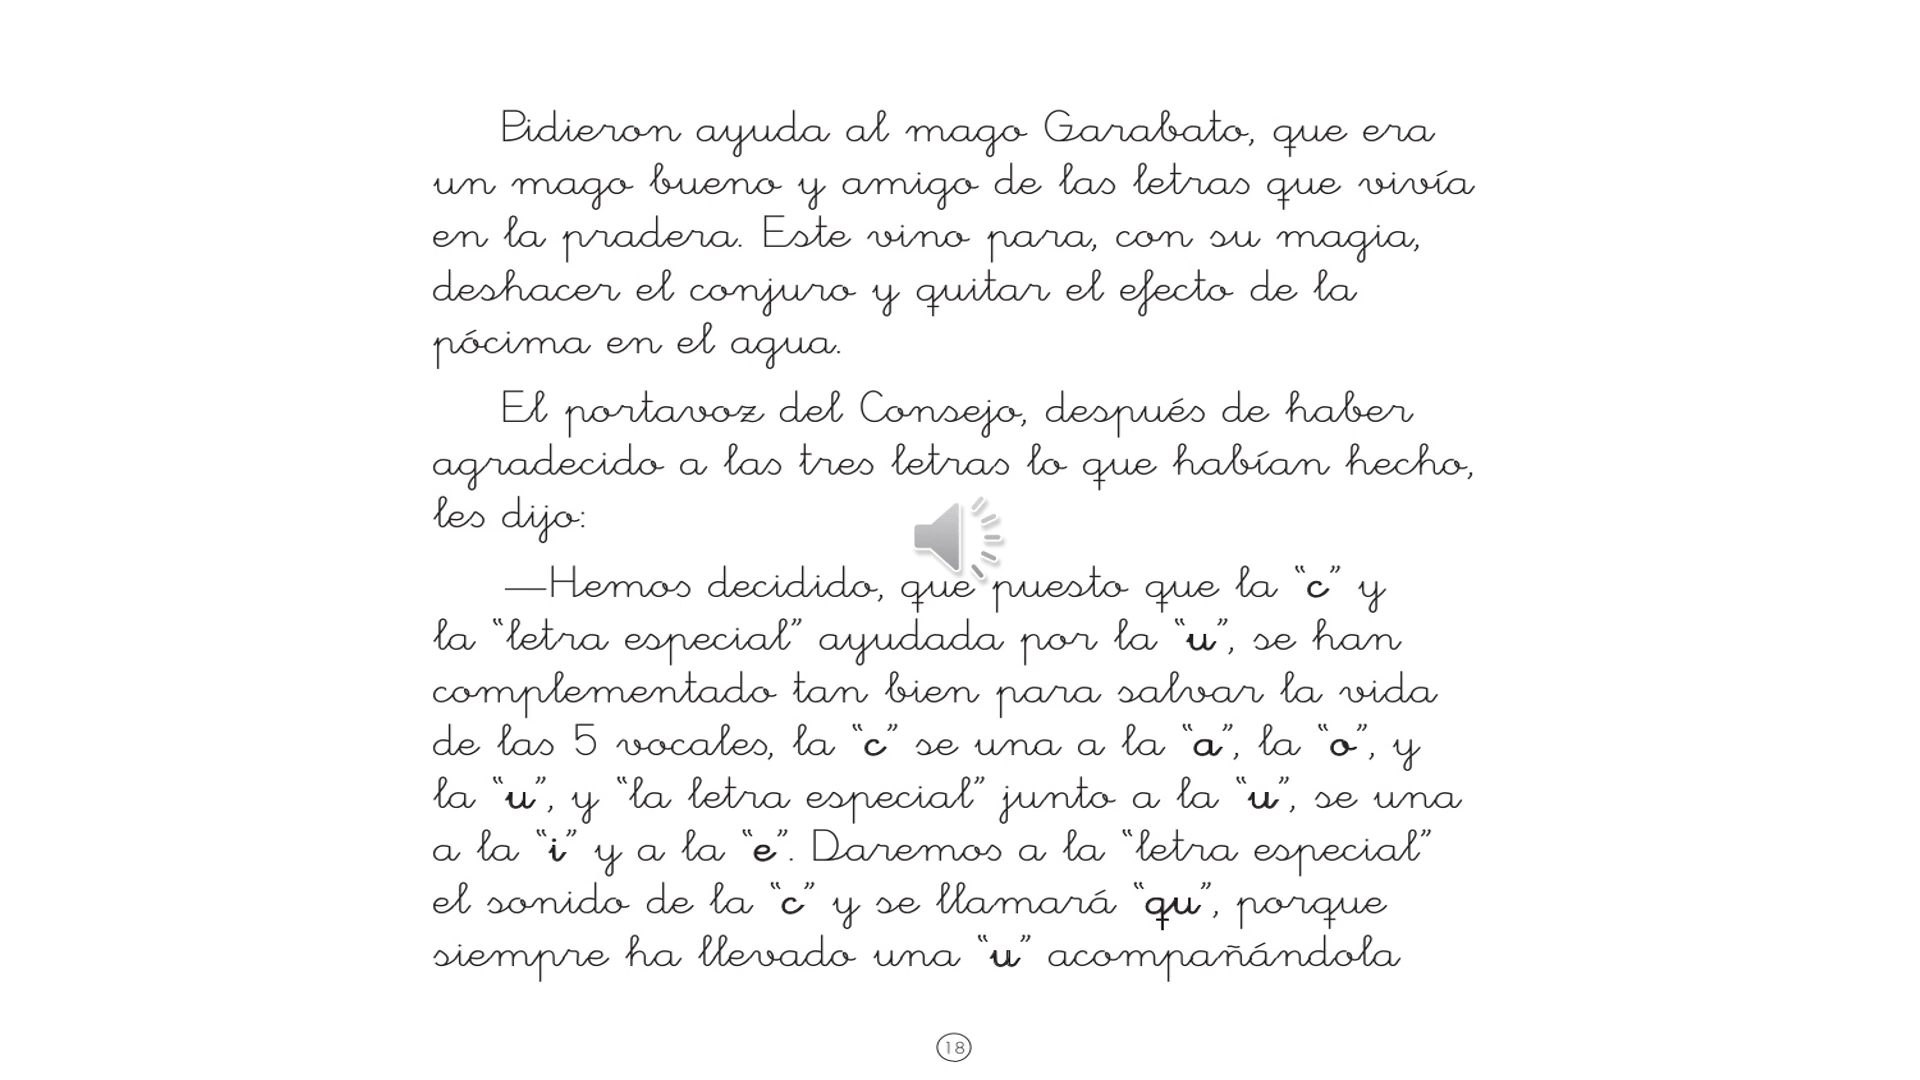 Pidieron ayuda al mago Garabato, que era
un mago bueno y amigo de las letras que vivía
en la pradera. Este vino para, con su magia,
deshacer el conjuro y quitar el efecto de la
pócima en el agua.
El portavoz del Consejo, después de haber
agradecido a las tres letras lo que habían hecho,
les dijo:
—Hemos decidido, que puesto que la “c” y
la “letra especial” ayudada por la “u”, se han
complementado tan bien para salvar la vida
de las 5 vocales, la “c” se una a la “a”, la “o”, y
la “u”, y “la letra especial” junto a la “u”, se una
a la “i” y a la “e”. Daremos a la “letra especial”
el sonido de la “c” y se llamará “qu”, porque
siempre ha llevado una “u” acompañándola
18